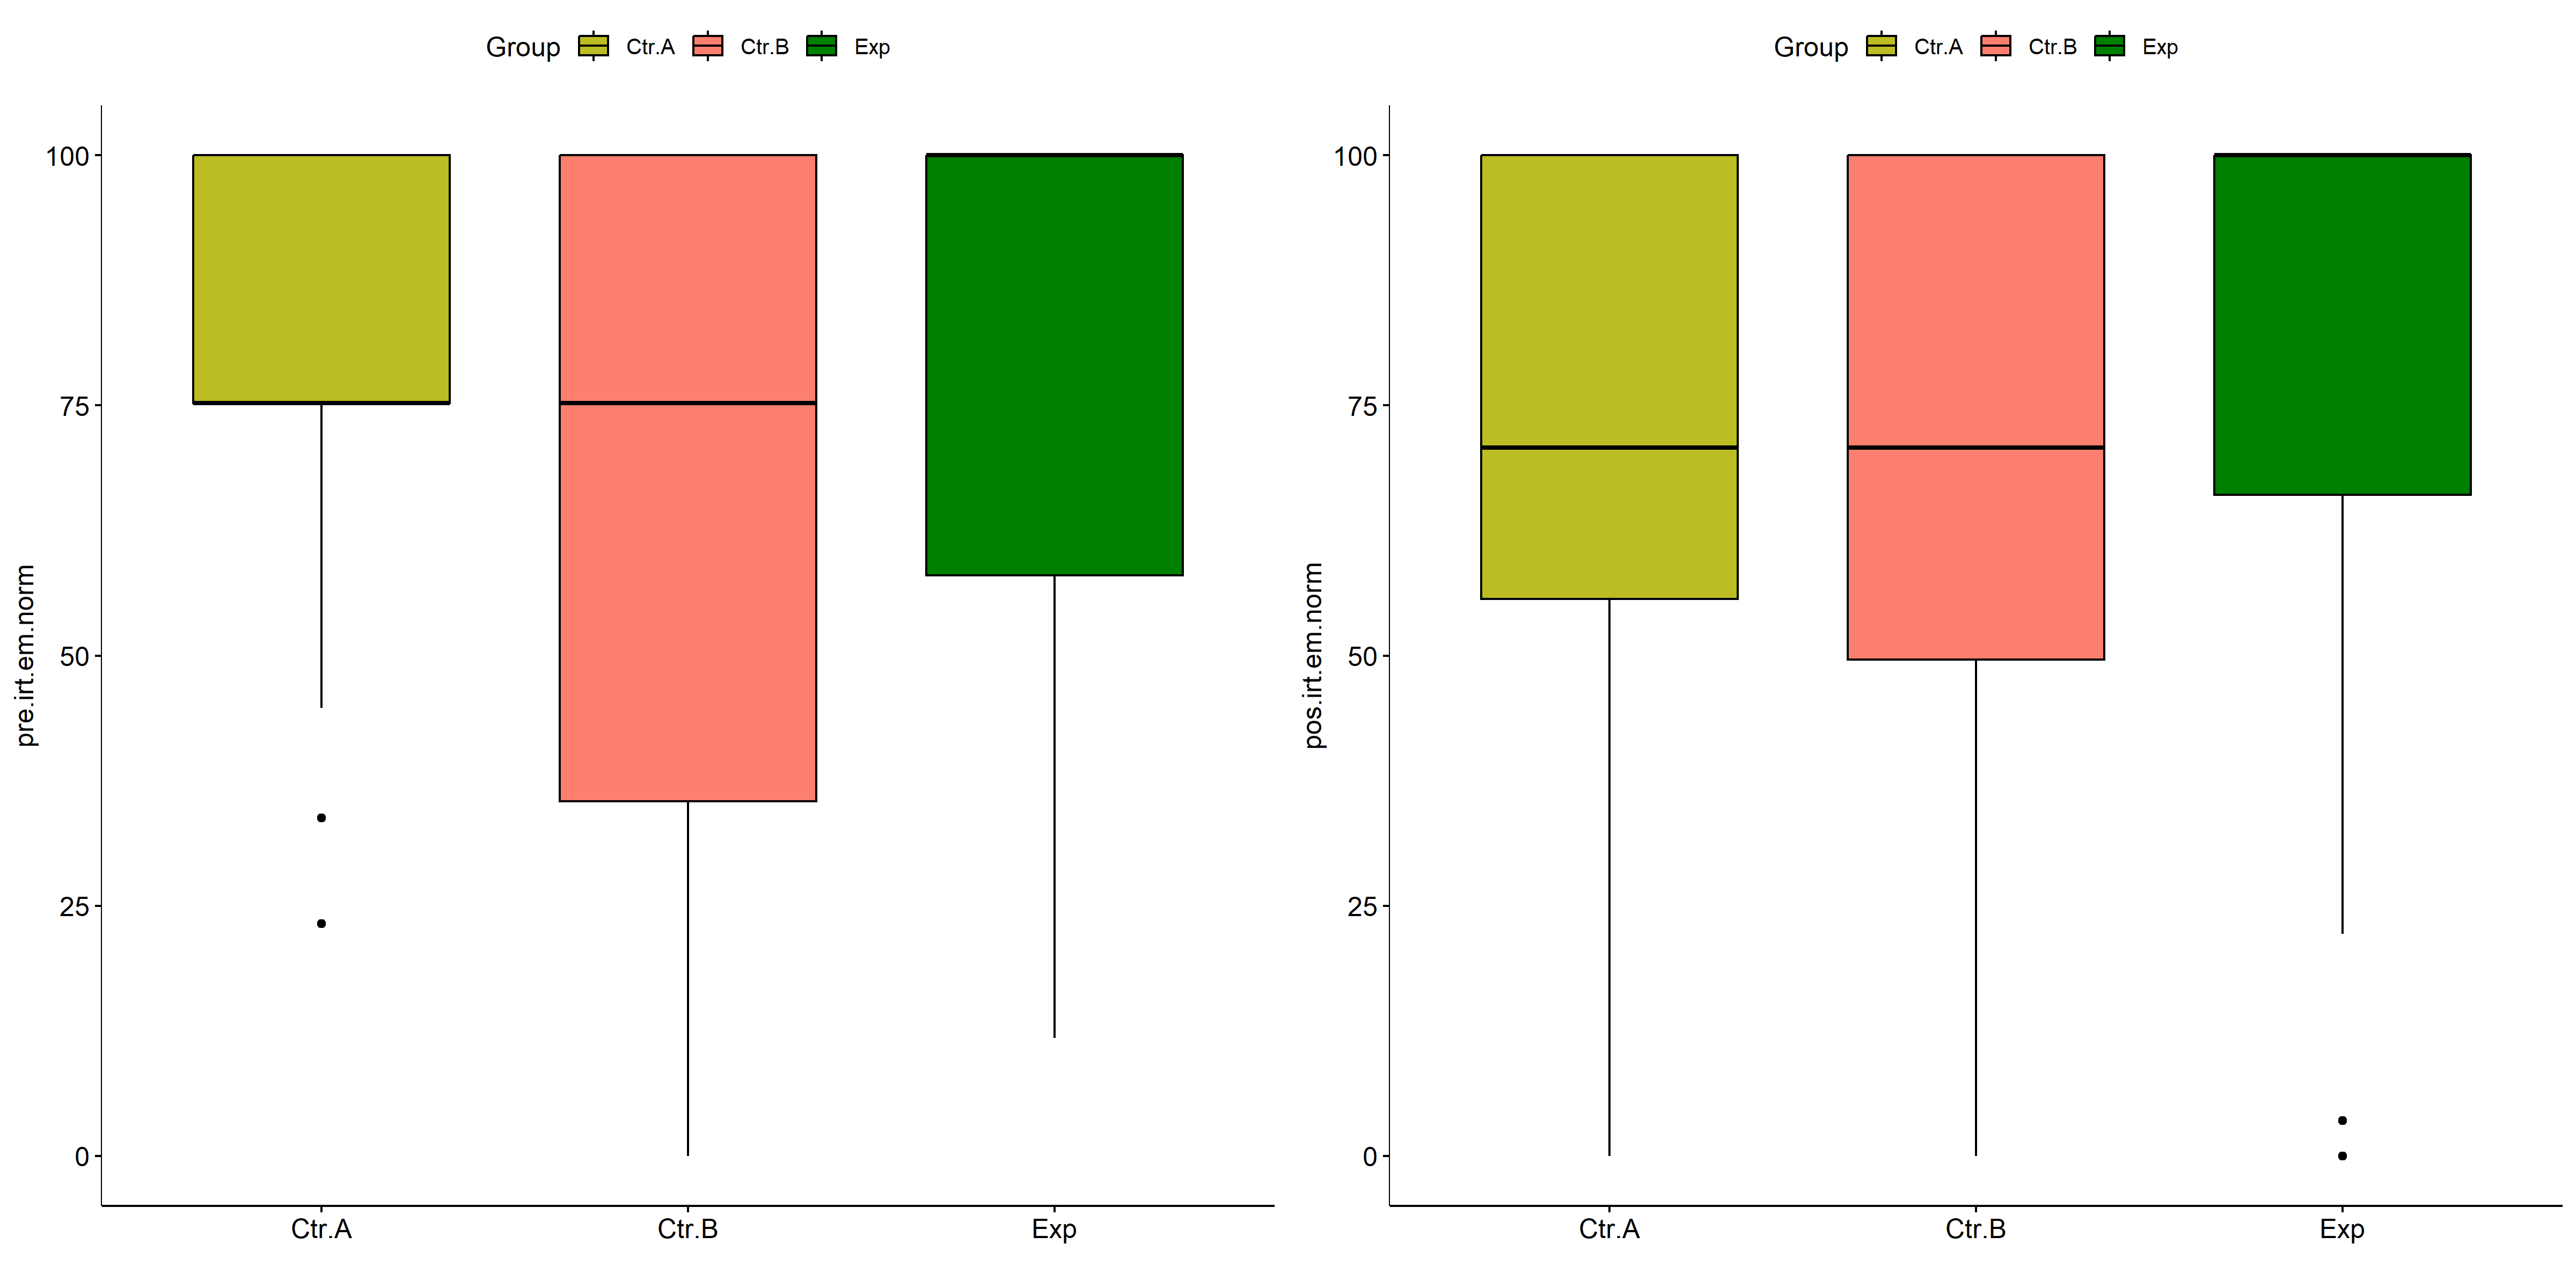 Group Ctr.A Ctr.B Exp
100
75
50
25
0
pre.irt.em.norm
Ctr.A Ctr.B Exp
Group Ctr.A Ctr.B Exp
100
75
50
25
0
pos.irt.em.norm
Ctr.A Ctr.B Exp